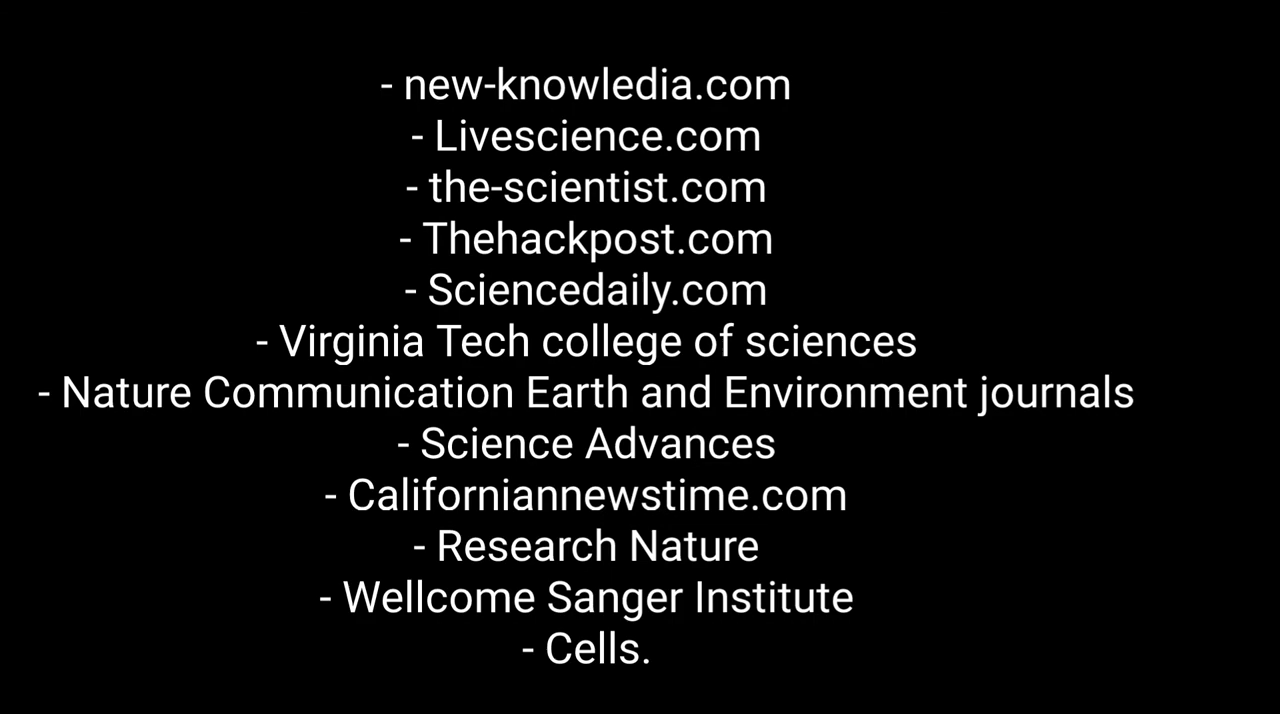 - new-knowledia.com
- Livescience.com
- the-scientist.com
- Thehackpost.com
- Sciencedaily.com
- Virginia Tech college of sciences
- Nature Communication Earth and Environment journals
- Science Advances
- Californiannewstime.com
- Research Nature
- Wellcome Sanger Institute
- Cells.